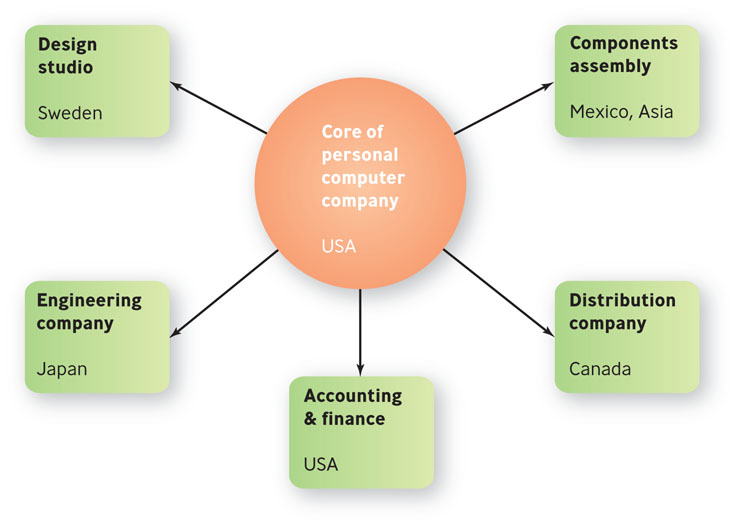 Design
studio
Sweden
Components
assembly
Mexico, Asia
Core of
personal
computer
company
USA
Engineering
company
Japan
Distribution
company
Canada
Accounting
& finance
USA